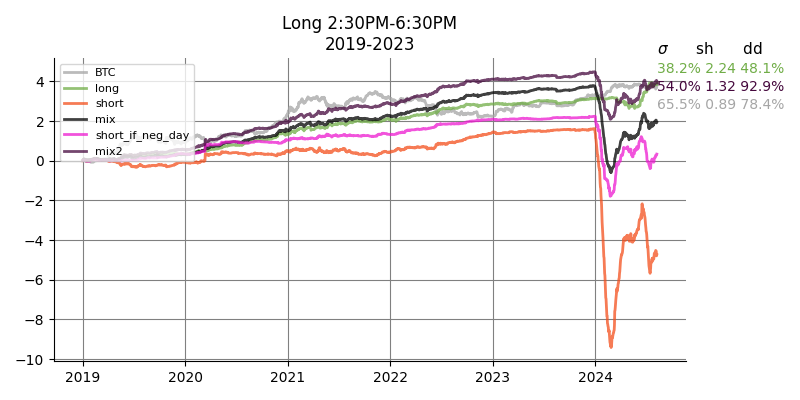 Long 2:30PM-6:30PM
2019-2023
σ sh dd
38.2% 2.24 48.1%
54.0% 1.32 92.9%
65.5% 0.89 78.4%
BTC
long
short
mix
short_if_neg_day
mix2
4
2
0
−2
−4
−6
−8
−10
2019 2020 2021 2022 2023 2024